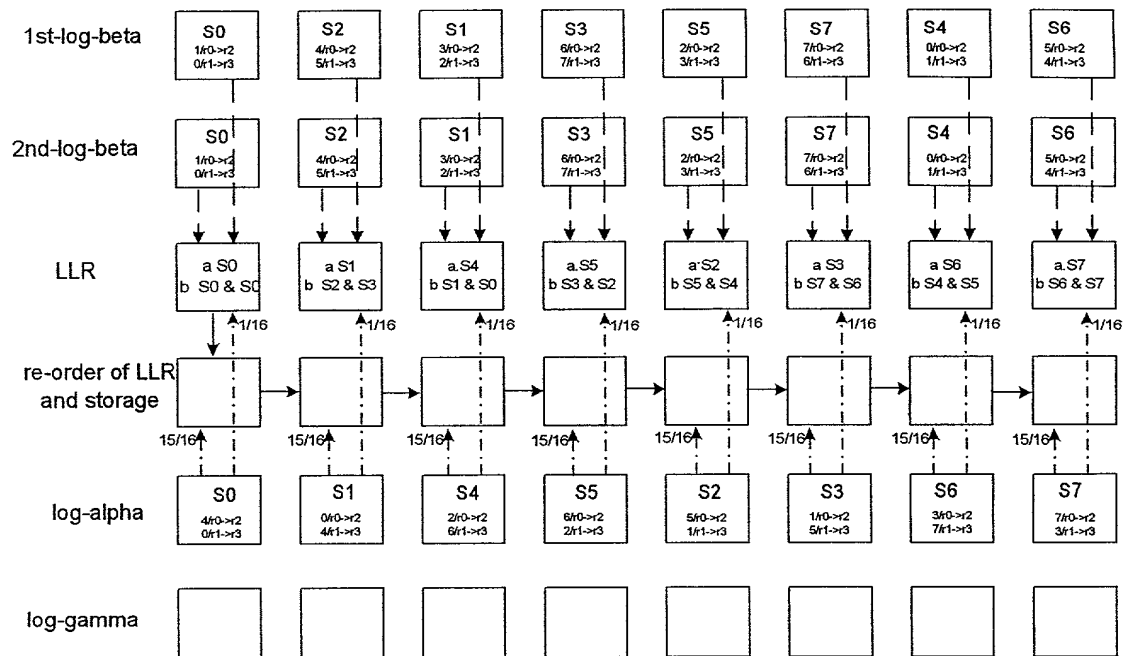 1st-log-beta
S0 S2 S1 S3 S5 S7 S4 S6
1/r0->r2 4/r0->r2 3/r0->r2 6/r0->r2 2/r0->r2 7/r0->r2 0/r0->r2 5/r0->r2
0/r1->r3 5/r1->r3 2/r1->r3 7/r1->r3 3/r1->r3 6/r1->r3 1/r1->r3 4/r1->r3
2nd-log-beta
S0 S2 S1 S3 S5 S7 S4 S6
1/r0->r2 4/r0->r2 3/r0->r2 6/r0->r2 2/r0->r2 7/r0->r2 0/r0->r2 5/r0->r2
0/r1->r3 5/r1->r3 2/r1->r3 7/r1->r3 3/r1->r3 6/r1->r3 1/r1->r3 4/r1->r3
LLR
a S0 a S1 a.S4 a.S5 a S2 a S3 a S6 a.S7
b S0 & S0 b S2 & S3 b S1 & S0 b S3 & S2 b S5 & S4 b S7 & S6 b S4 & S5 b S6 & S7
1/16 1/16 1/16 1/16 1/16 1/16 1/16 1/16
re-order of LLR
and storage
15/16 15/16 15/16 15/16 15/16 15/16 15/16 15/16
log-alpha
S0 S1 S4 S5 S2 S3 S6 S7
4/r0->r2 0/r0->r2 2/r0->r2 6/r0->r2 5/r0->r2 1/r0->r2 3/r0->r2 7/r0->r2
0/r1->r3 4/r1->r3 6/r1->r3 2/r1->r3 1/r1->r3 5/r1->r3 7/r1->r3 3/r1->r3
log-gamma